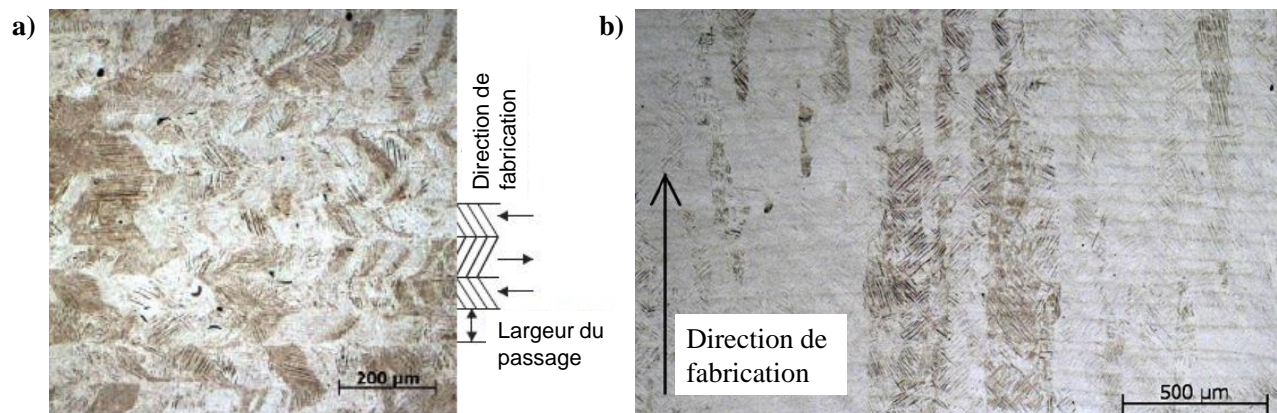 a)
Direction de
fabrication
Largeur du
passage
200 µm
b)
Direction de
fabrication
500 µm